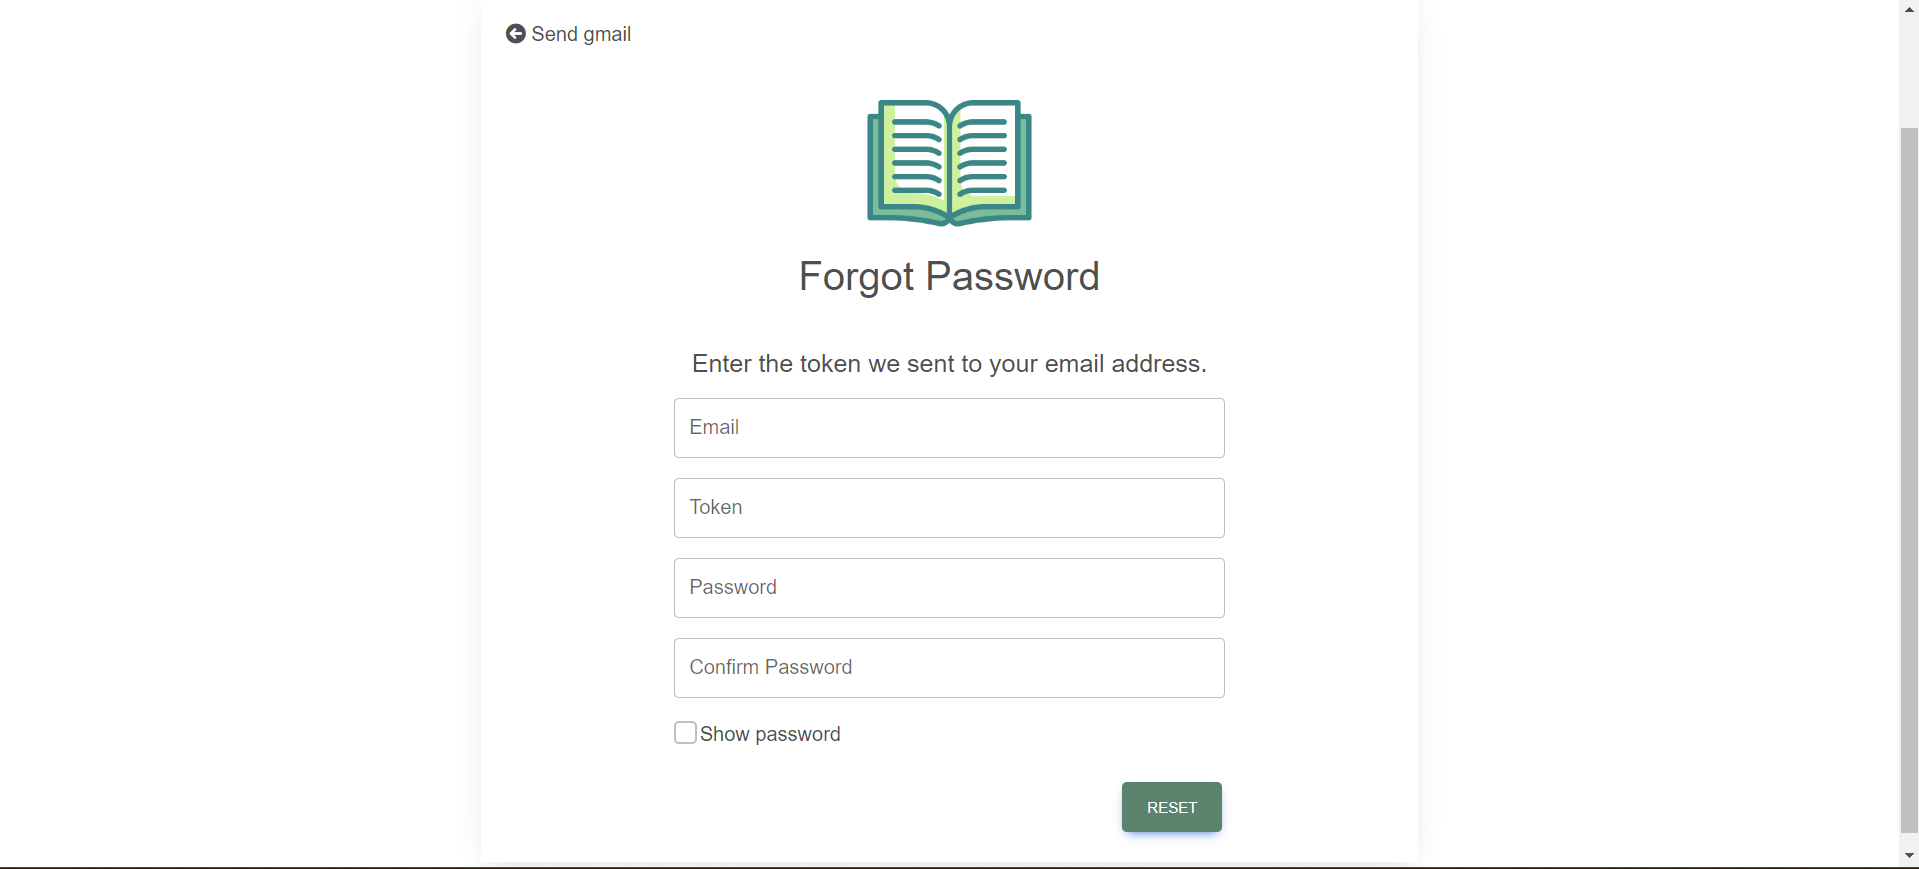 Send gmail
Forgot Password
Enter the token we sent to your email address.
Email
Token
Password
Confirm Password
Show password
RESET